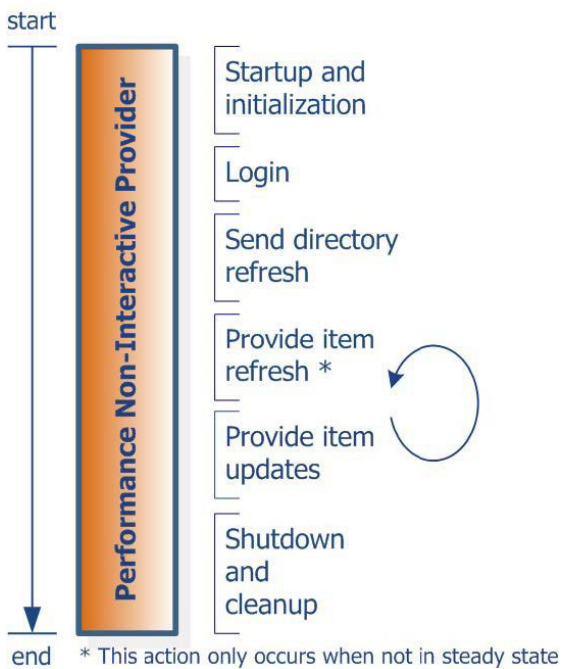 start
Performance Non-Interactive Provider
Startup and
initialization
Login
Send directory
refresh
Provide item
refresh *
Provide item
updates
Shutdown
and
cleanup
end
* This action only occurs when not in steady state